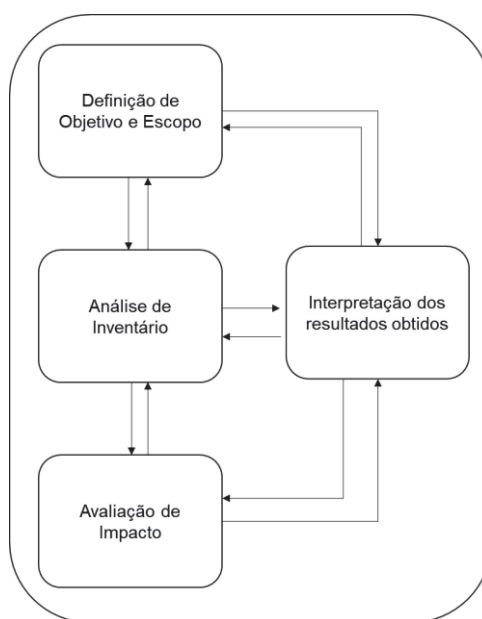 Definição de
Objetivo e Escopo
Análise de
Inventário
Interpretação dos
resultados obtidos
Avaliação de
Impacto